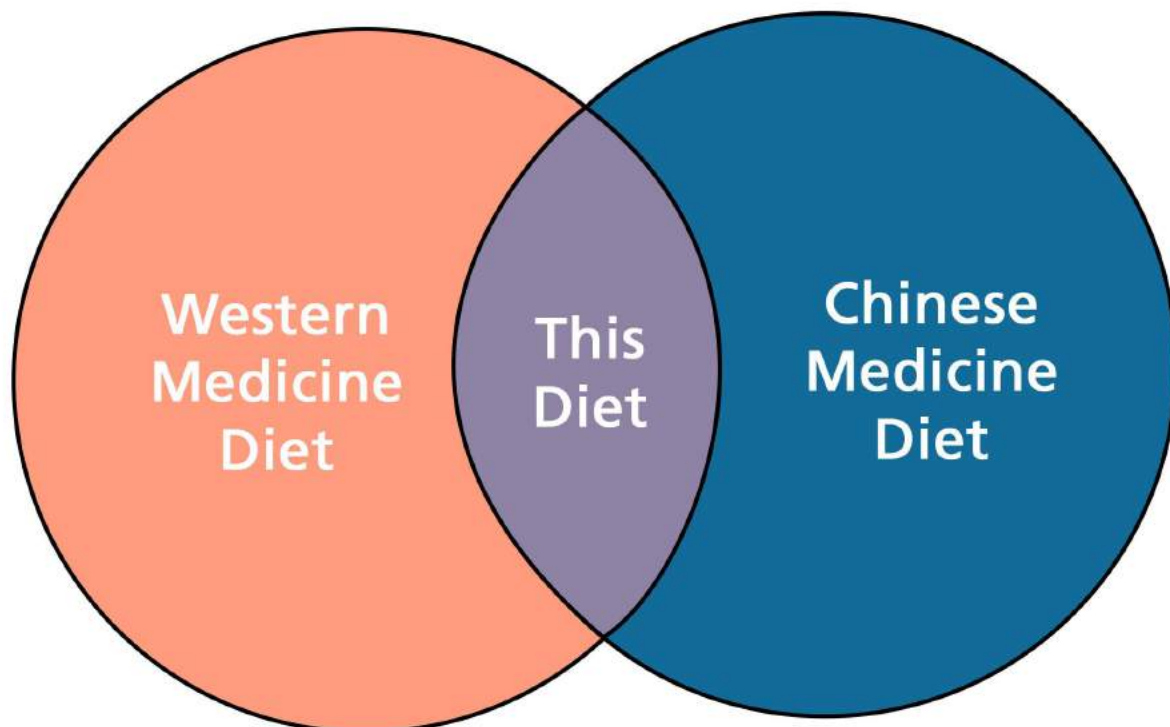 Western
Medicine
Diet
This
Diet
Chinese
Medicine
Diet